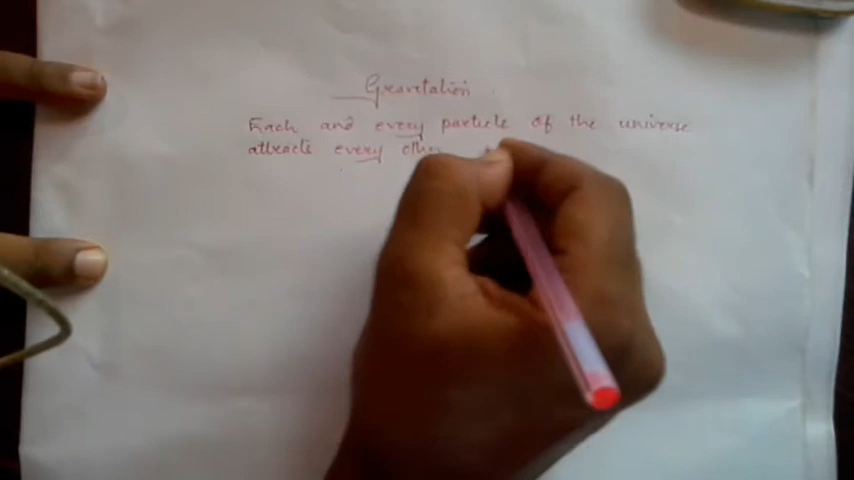 Gravitation
Each and every particle of the universe
attracts every other